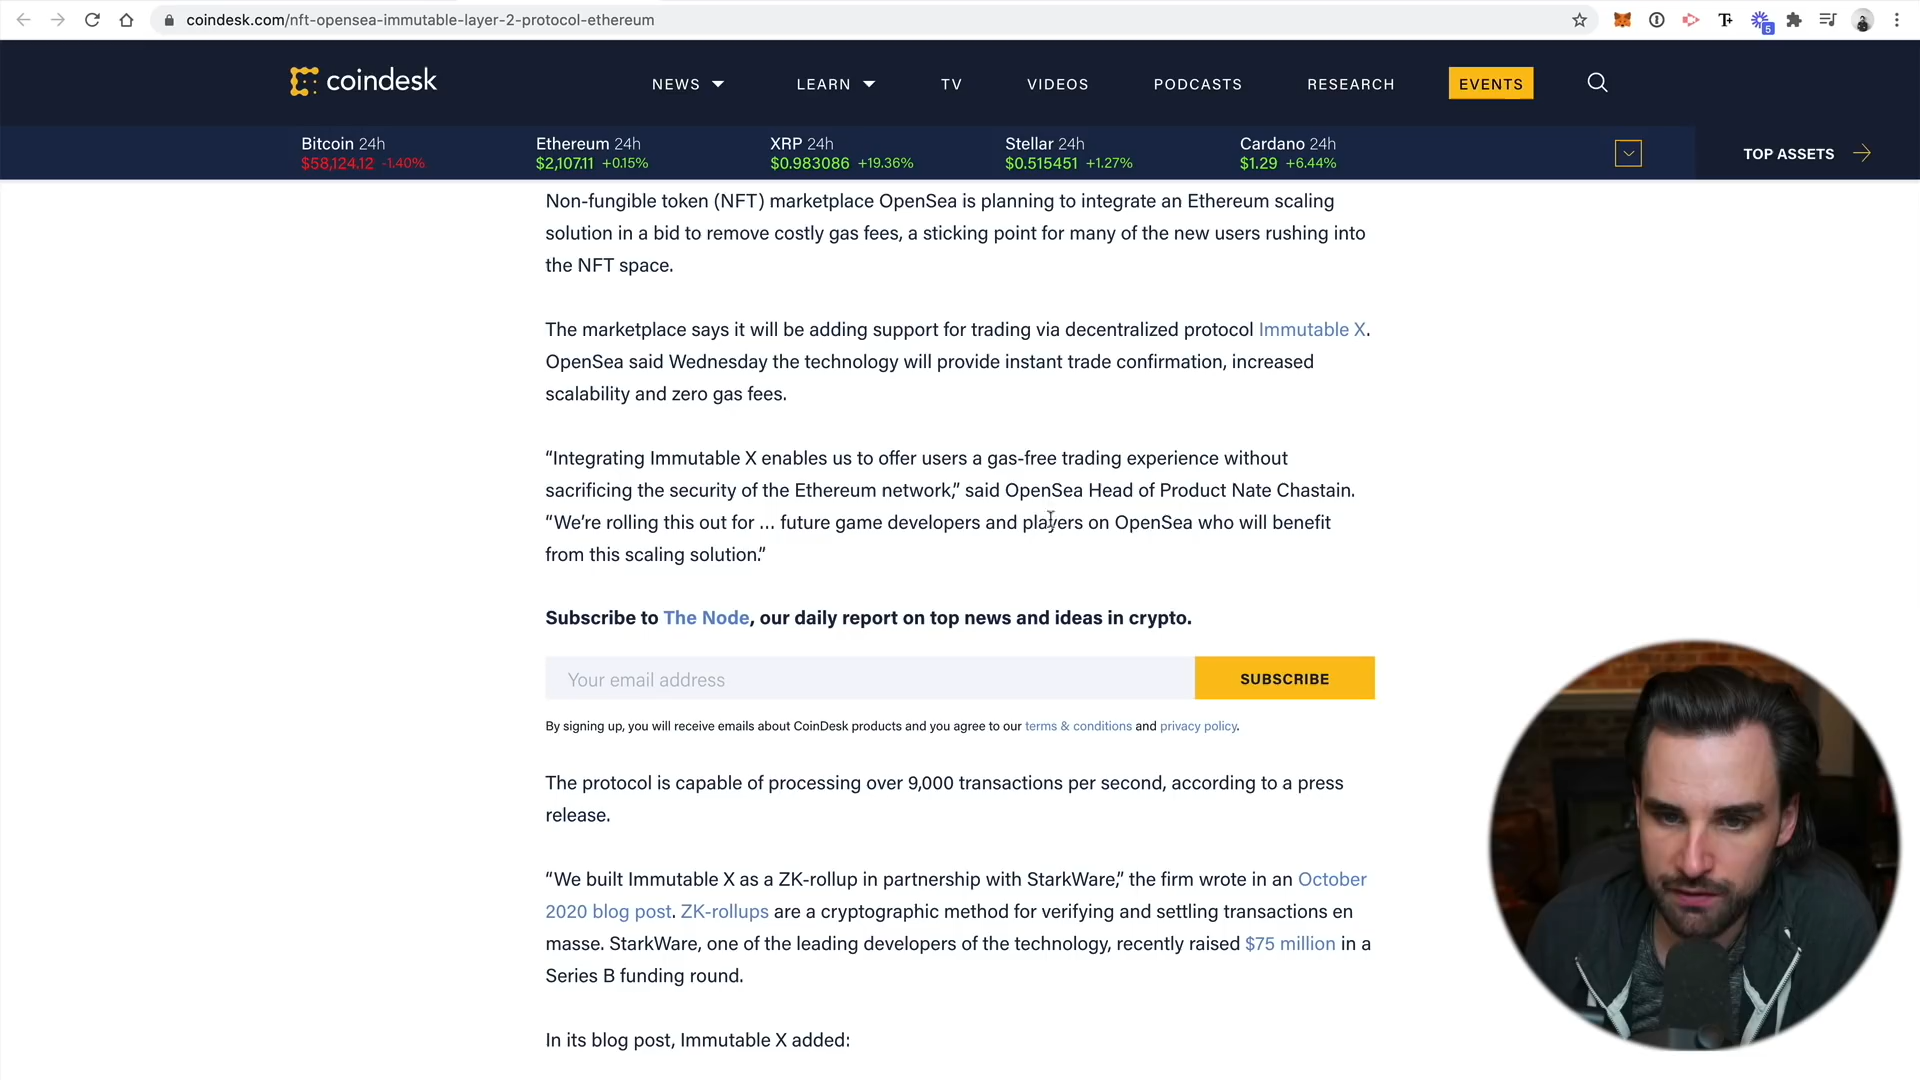 coindesk.com/nft-opensea-immutable-layer-2-protocol-ethereum
5
coindesk
NEWS LEARN TV VIDEOS PODCASTS RESEARCH EVENTS
Bitcoin 24h Ethereum 24h XRP 24h Stellar 24h Cardano 24h
$58,124.12 -1.40% $2,107.11 +0.15% $0.983086 +19.36% $0.515451 +1.27% $1.29 +6.44%
TOP ASSETS
Non-fungible token (NFT) marketplace OpenSea is planning to integrate an Ethereum scaling
solution in a bid to remove costly gas fees, a sticking point for many of the new users rushing into
the NFT space.
The marketplace says it will be adding support for trading via decentralized protocol Immutable X.
OpenSea said Wednesday the technology will provide instant trade confirmation, increased
scalability and zero gas fees.
“Integrating Immutable X enables us to offer users a gas-free trading experience without
sacrificing the security of the Ethereum network,” said OpenSea Head of Product Nate Chastain.
“We’re rolling this out for … future game developers and players on OpenSea who will benefit
from this scaling solution.”
Subscribe to The Node, our daily report on top news and ideas in crypto.
Your email address SUBSCRIBE
By signing up, you will receive emails about CoinDesk products and you agree to our terms & conditions and privacy policy.
The protocol is capable of processing over 9,000 transactions per second, according to a press
release.
“We built Immutable X as a ZK-rollup in partnership with StarkWare,” the firm wrote in an October
2020 blog post. ZK-rollups are a cryptographic method for verifying and settling transactions en
masse. StarkWare, one of the leading developers of the technology, recently raised $75 million in a
Series B funding round.
In its blog post, Immutable X added: